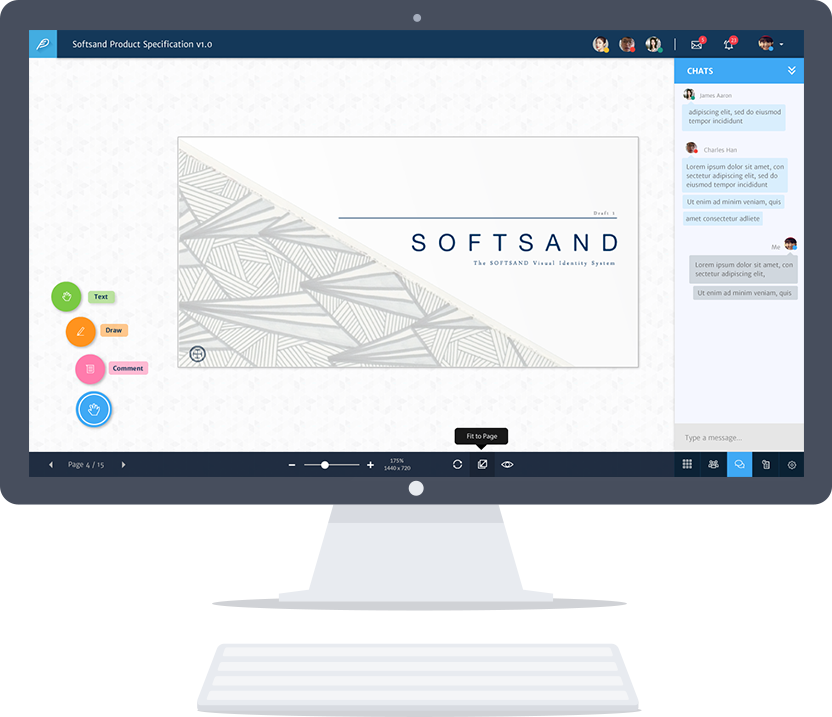 Softsand Product Specification v1.0
5
23
CHATS
James Aaron
adipiscing elit, sed do eiusmod
tempor incididunt
Charles Han
Lorem ipsum dolor sit amet, con
sectetur adipiscing elit, sed do
eiusmod tempor incididunt
Ut enim ad minim veniam, quis
amet consectetur adliete
Me
Lorem ipsum dolor sit amet, con
sectetur adipiscing elit,
Ut enim ad minim veniam, quis
Type a message...
Draft 1
SOFTSAND
The SOFTSAND Visual Identity System
Text
Draw
Comment
Fit to Page
Page 4 / 15
175%
1440 x 720